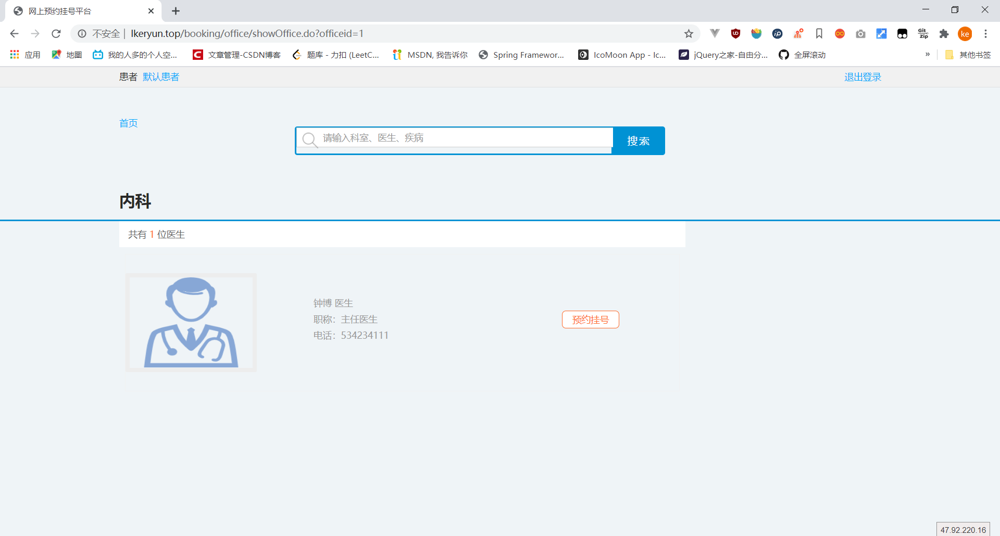 网上预约挂号平台
不安全 | lkeryun.top/booking/office/showOffice.do?officeid=1
ke
应用 地圖 我的人多的个人空... 文章管理-CSDN博客 题库 - 力扣 (LeetC... MSDN, 我告诉你 Spring Framewor... IcoMoon App - Ic... jQuery之家-自由分... 全屏滚动 » 其他书签
患者 默认患者 退出登录
首页
请输入科室、医生、疾病 搜索
内科
共有 1 位医生
钟博 医生
职称：主任医生
预约挂号
电话：534234111
47.92.220.16